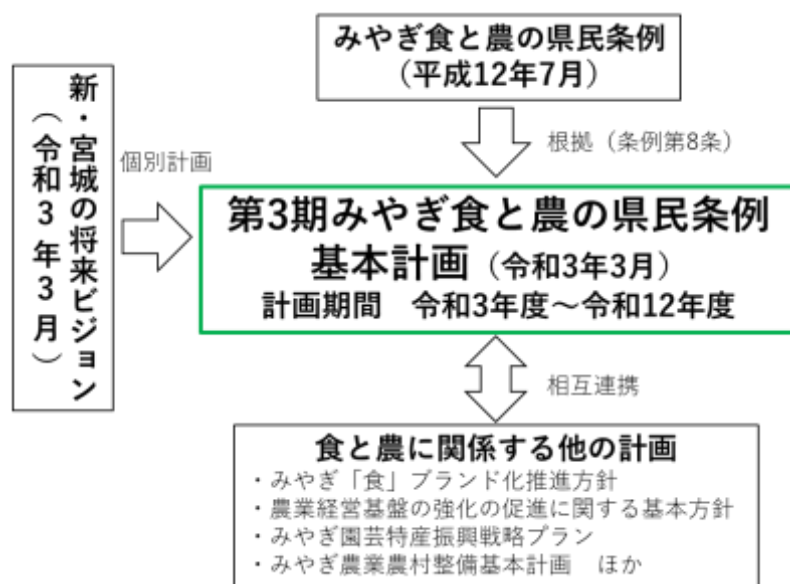 みやぎ食と農の県民条例
（平成12年7月）
根拠（条例第8条）
新・宮城の将来ビジョン
（令和3年3月）
個別計画
第3期みやぎ食と農の県民条例
基本計画（令和3年3月）
計画期間　令和3年度～令和12年度
相互連携
食と農に関係する他の計画
・みやぎ「食」ブランド化推進方針
・農業経営基盤の強化の促進に関する基本方針
・みやぎ園芸特産振興戦略プラン
・みやぎ農業農村整備基本計画　ほか